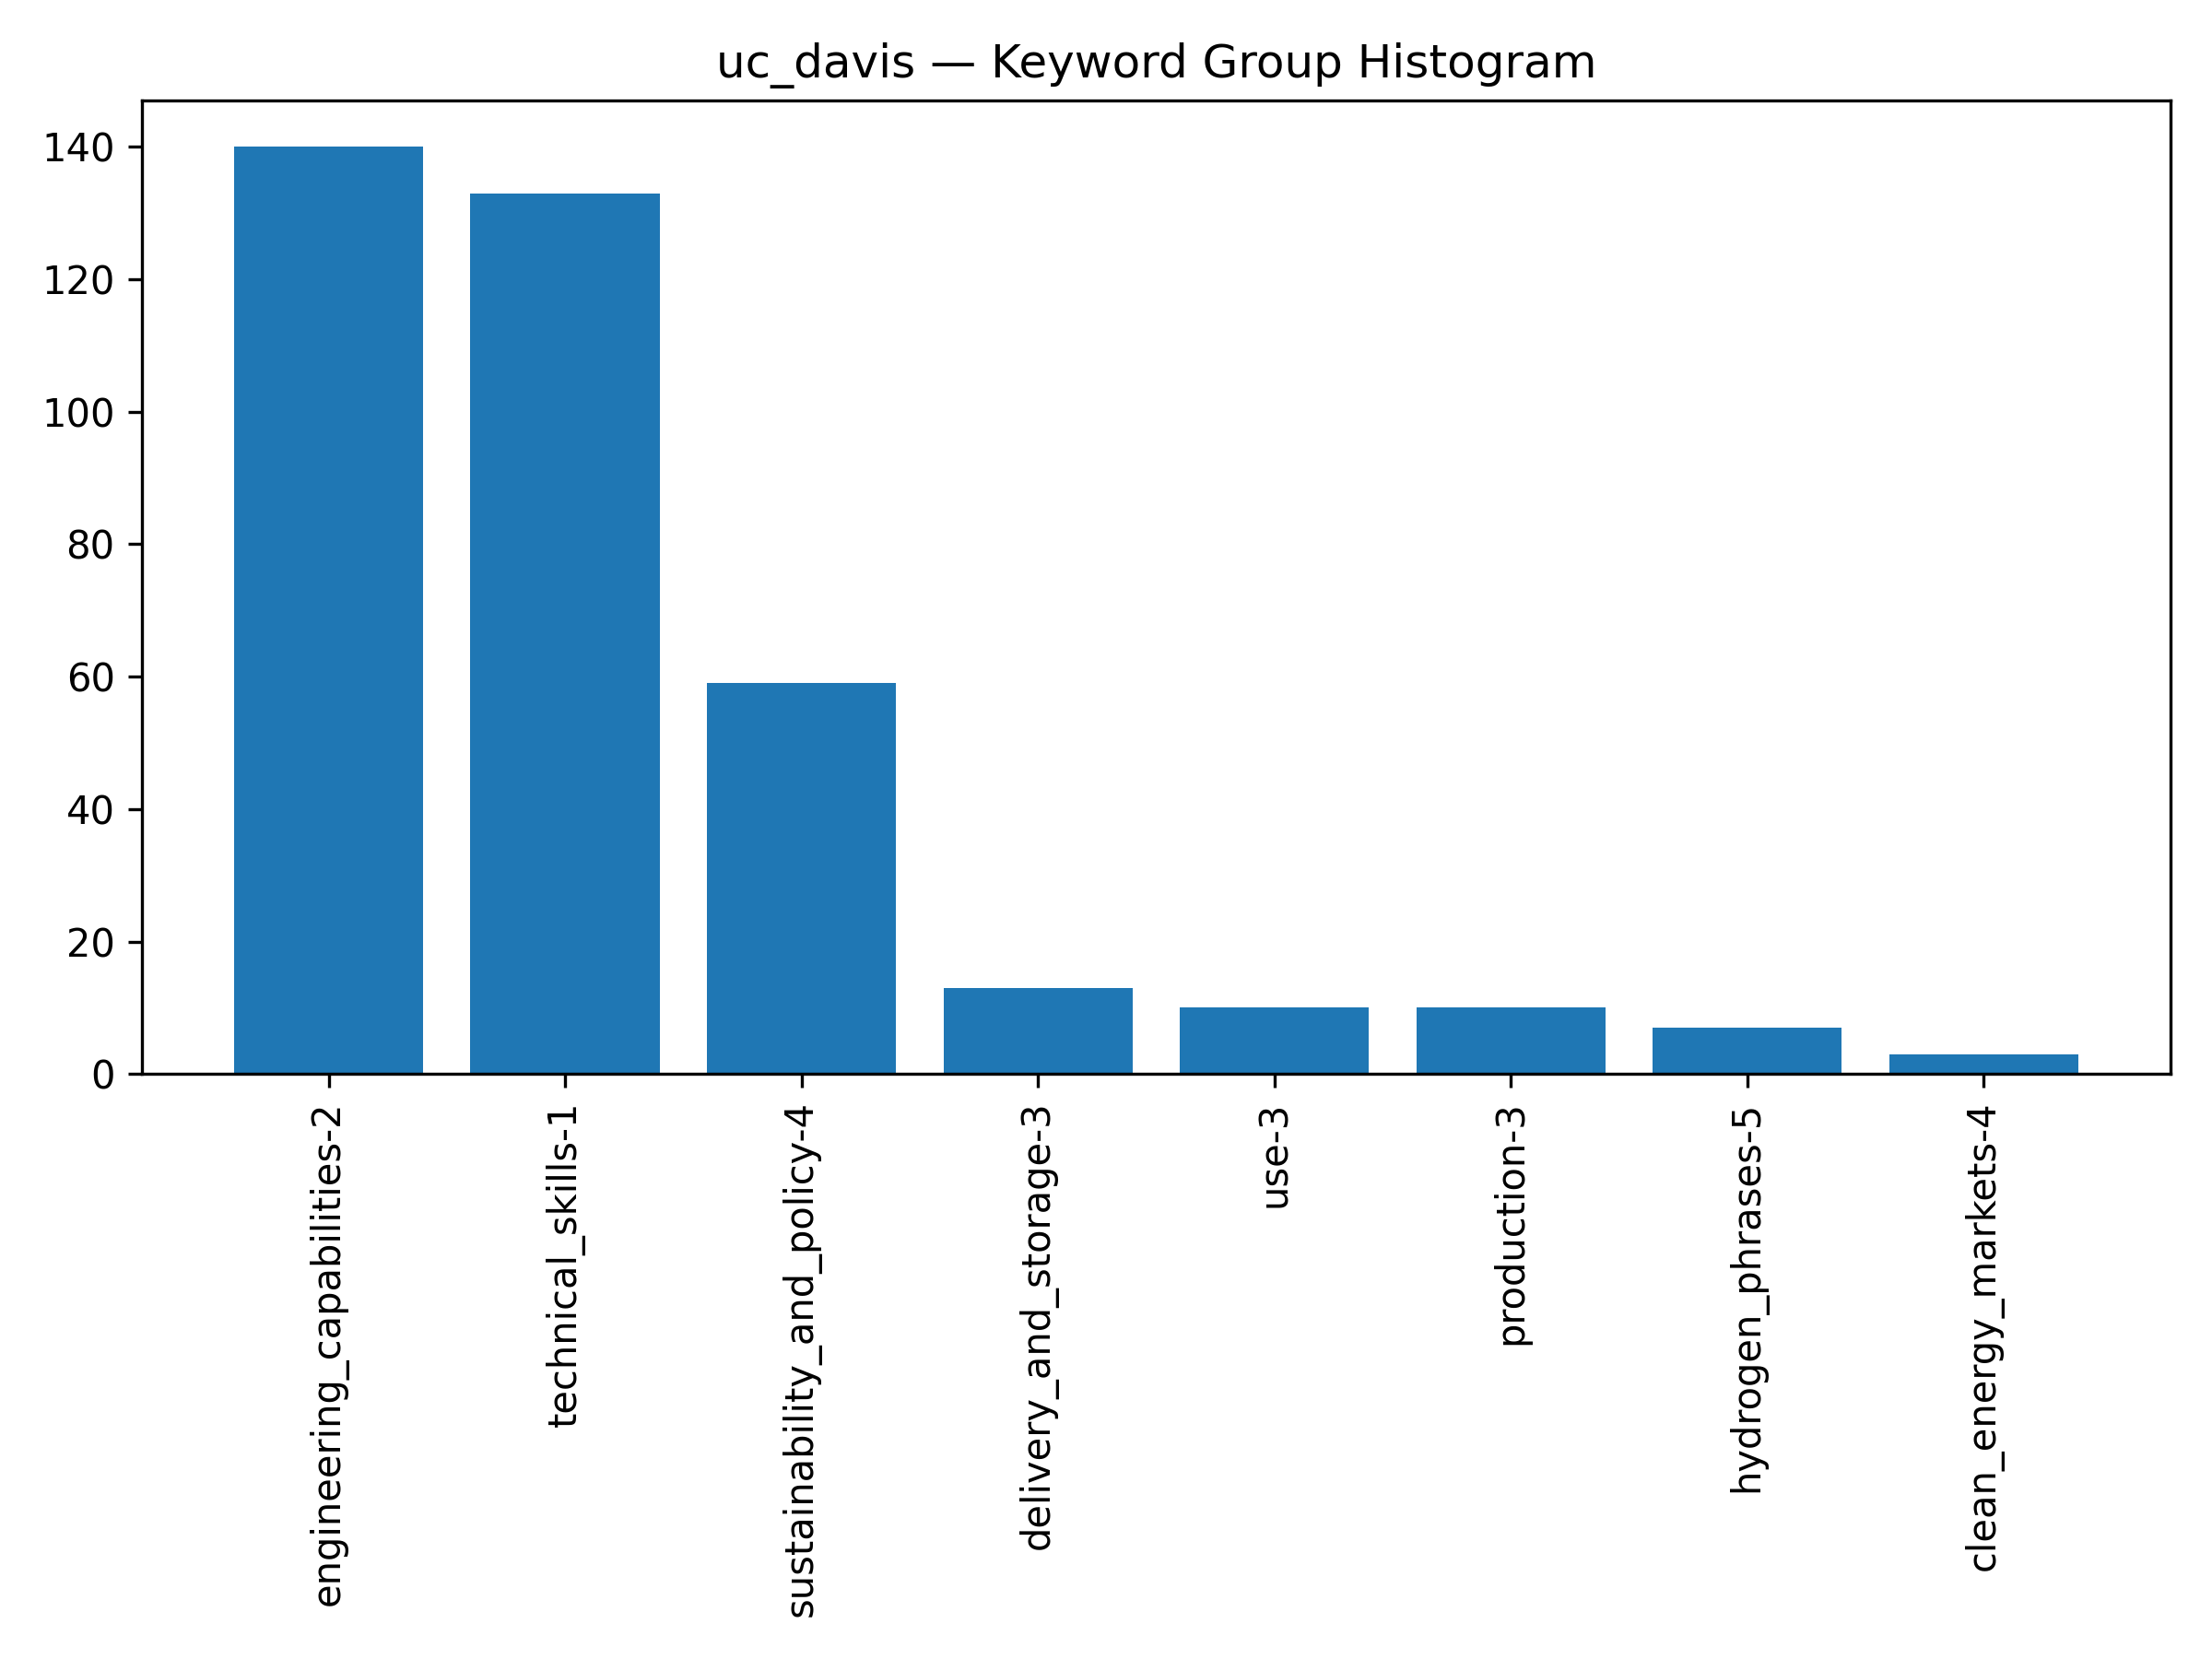 uc_davis — Keyword Group Histogram
140
120
100
80
60
40
20
0
engineering_capabilities-2
technical_skills-1
sustainability_and_policy-4
delivery_and_storage-3
use-3
production-3
hydrogen_phrases-5
clean_energy_markets-4